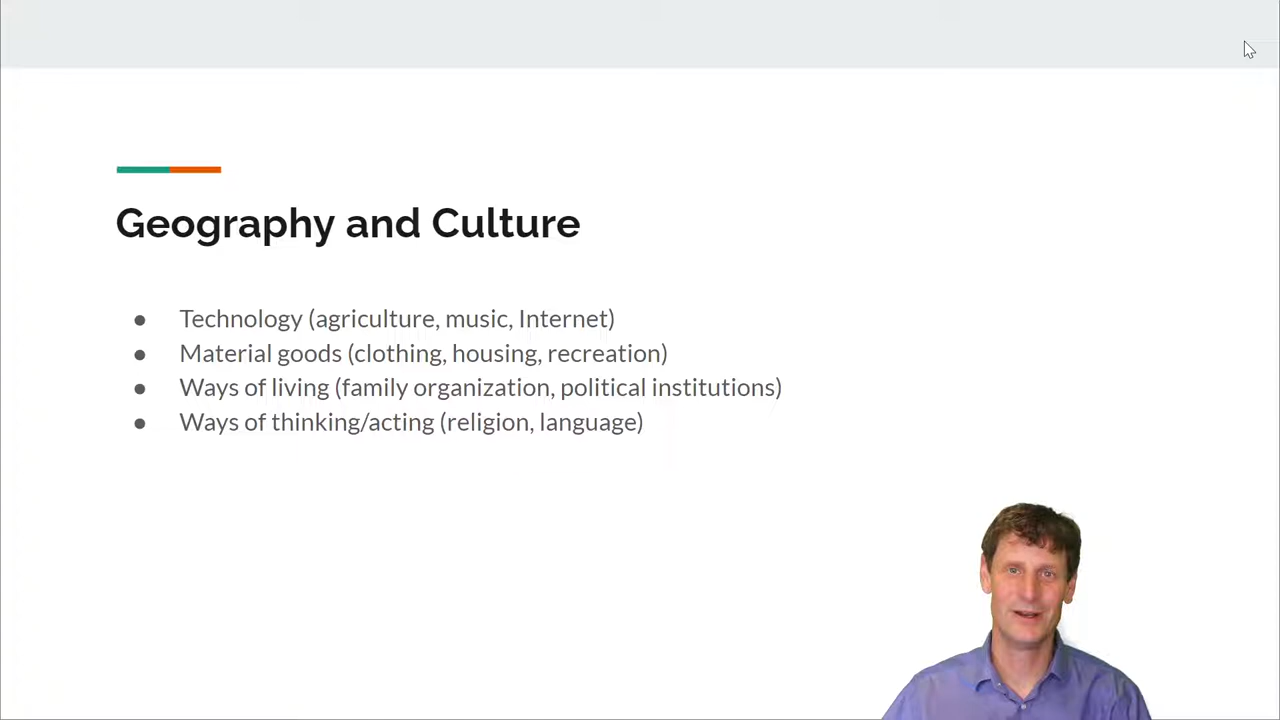 Geography and Culture
● Technology (agriculture, music, Internet)
● Material goods (clothing, housing, recreation)
● Ways of living (family organization, political institutions)
● Ways of thinking/acting (religion, language)